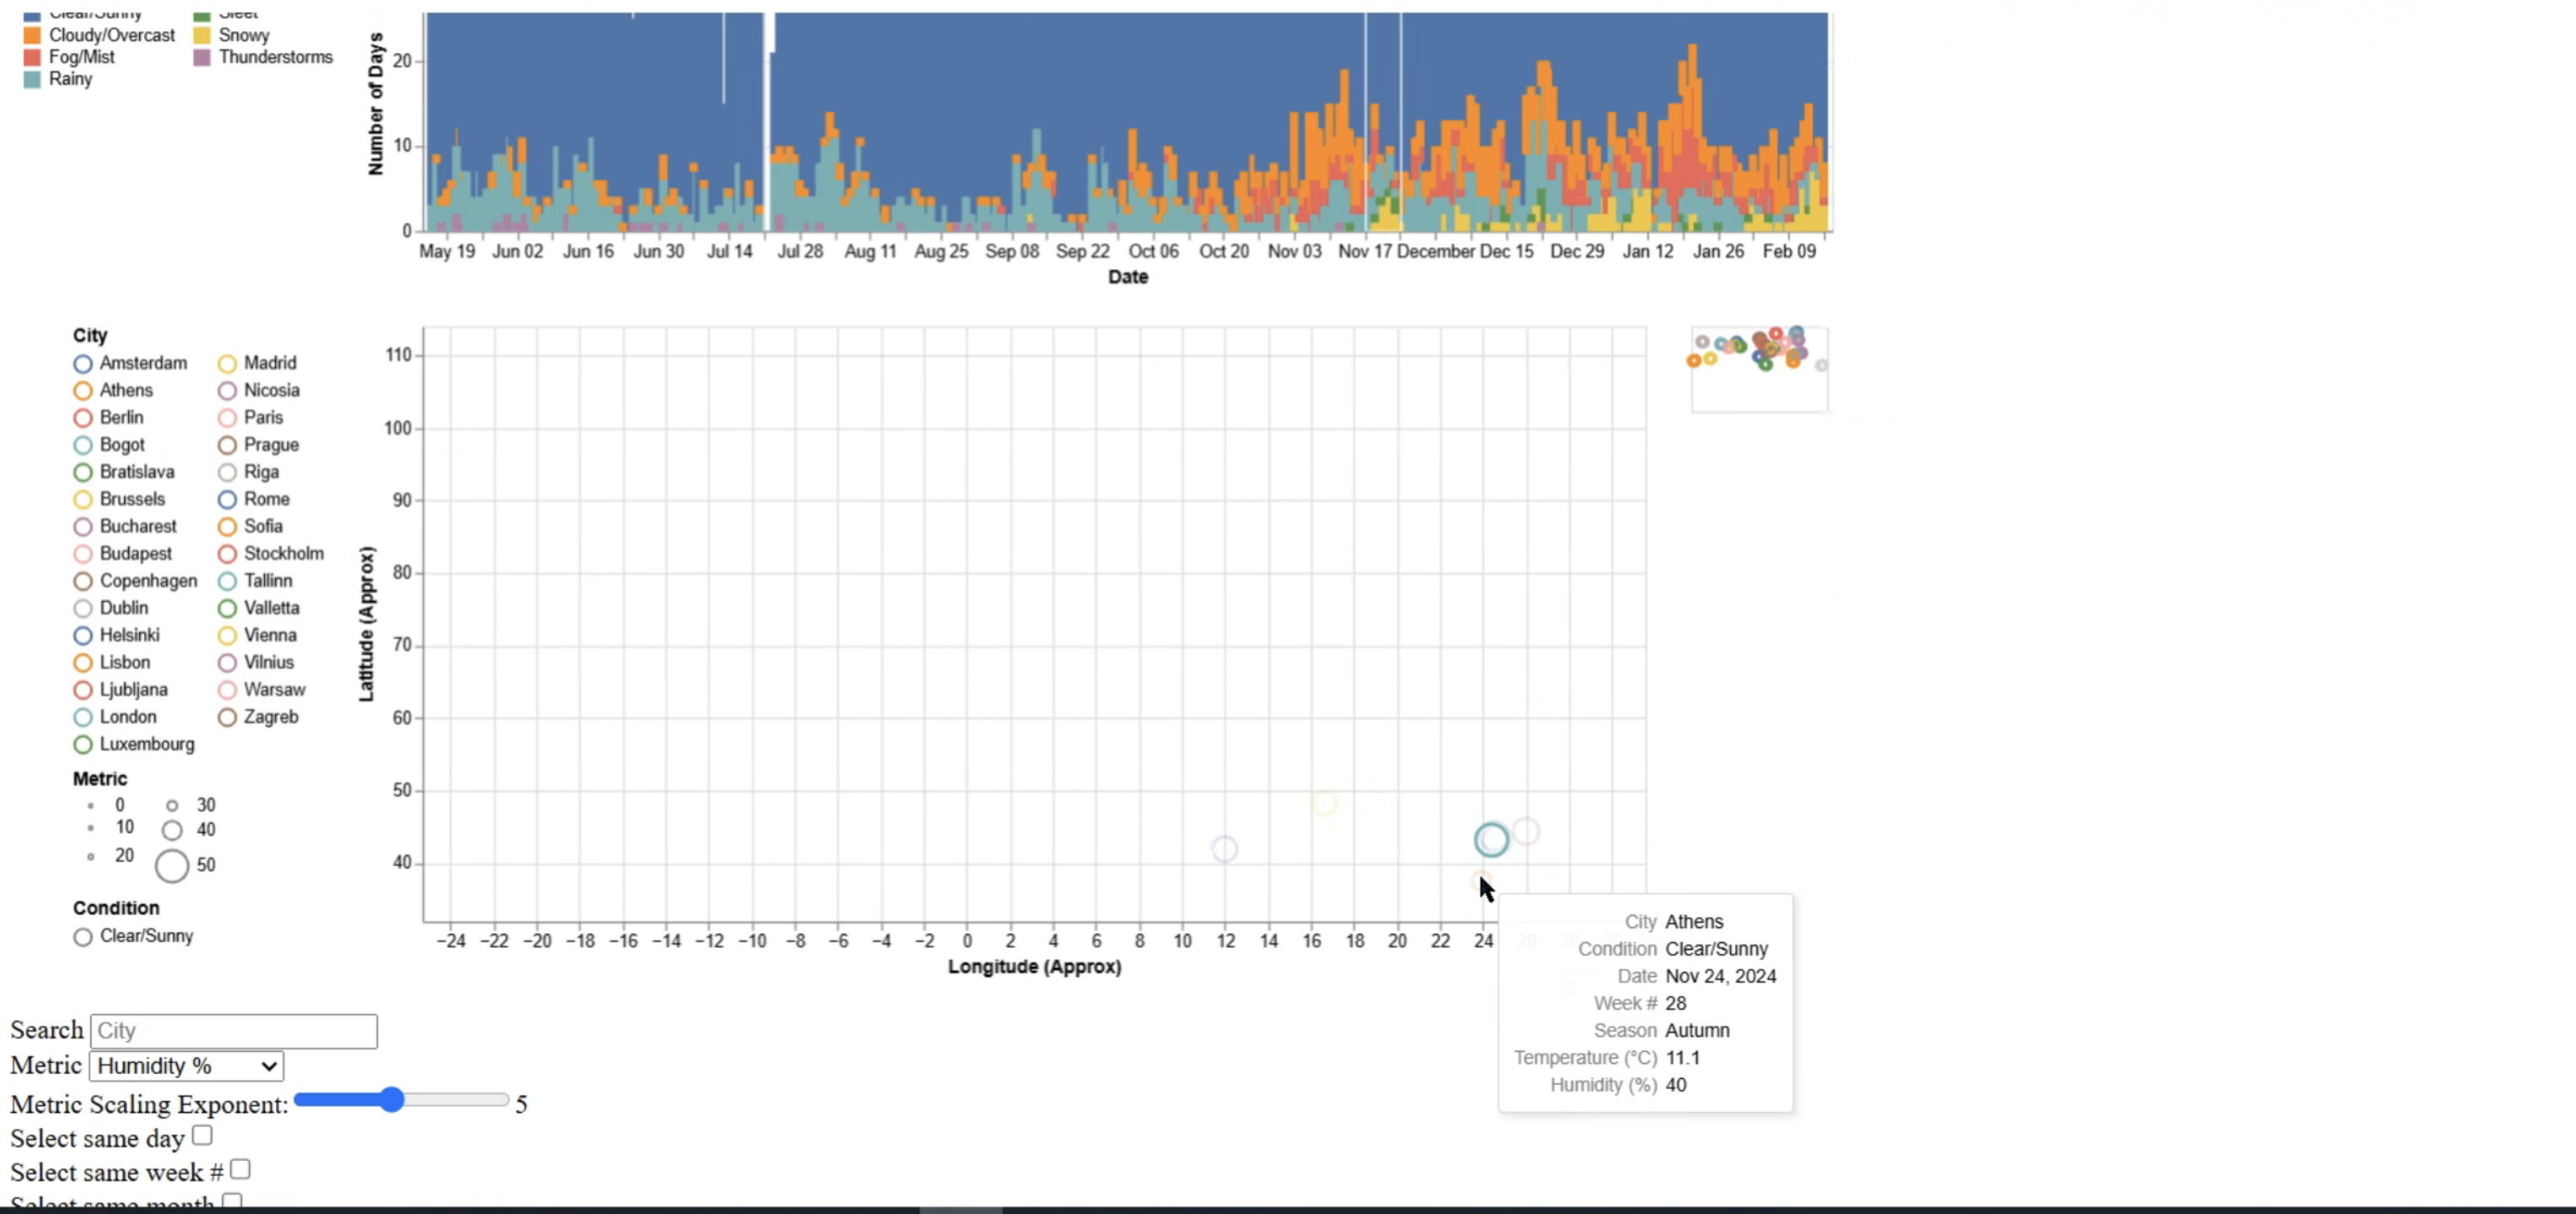 Clear/Sunny Sleet
Cloudy/Overcast Snowy
Fog/Mist Thunderstorms
Rainy
Number of Days
20
10
0
May 19 Jun 02 Jun 16 Jun 30 Jul 14 Jul 28 Aug 11 Aug 25 Sep 08 Sep 22 Oct 06 Oct 20 Nov 03 Nov 17 December Dec 15 Dec 29 Jan 12 Jan 26 Feb 09
Date
City
Amsterdam Madrid
Athens Nicosia
Berlin Paris
Bogot Prague
Bratislava Riga
Brussels Rome
Bucharest Sofia
Budapest Stockholm
Copenhagen Tallinn
Dublin Valletta
Helsinki Vienna
Lisbon Vilnius
Ljubljana Warsaw
London Zagreb
Luxembourg
Metric
0 30
10 40
20 50
Condition
Clear/Sunny
Latitude (Approx)
110
100
90
80
70
60
50
40
−24 −22 −20 −18 −16 −14 −12 −10 −8 −6 −4 −2 0 2 4 6 8 10 12 14 16 18 20 22 24
Longitude (Approx)
City Athens
Condition Clear/Sunny
Date Nov 24, 2024
Week # 28
Season Autumn
Temperature (°C) 11.1
Humidity (%) 40
Search City
Metric Humidity %
Metric Scaling Exponent: 5
Select same day
Select same week #
Select same month